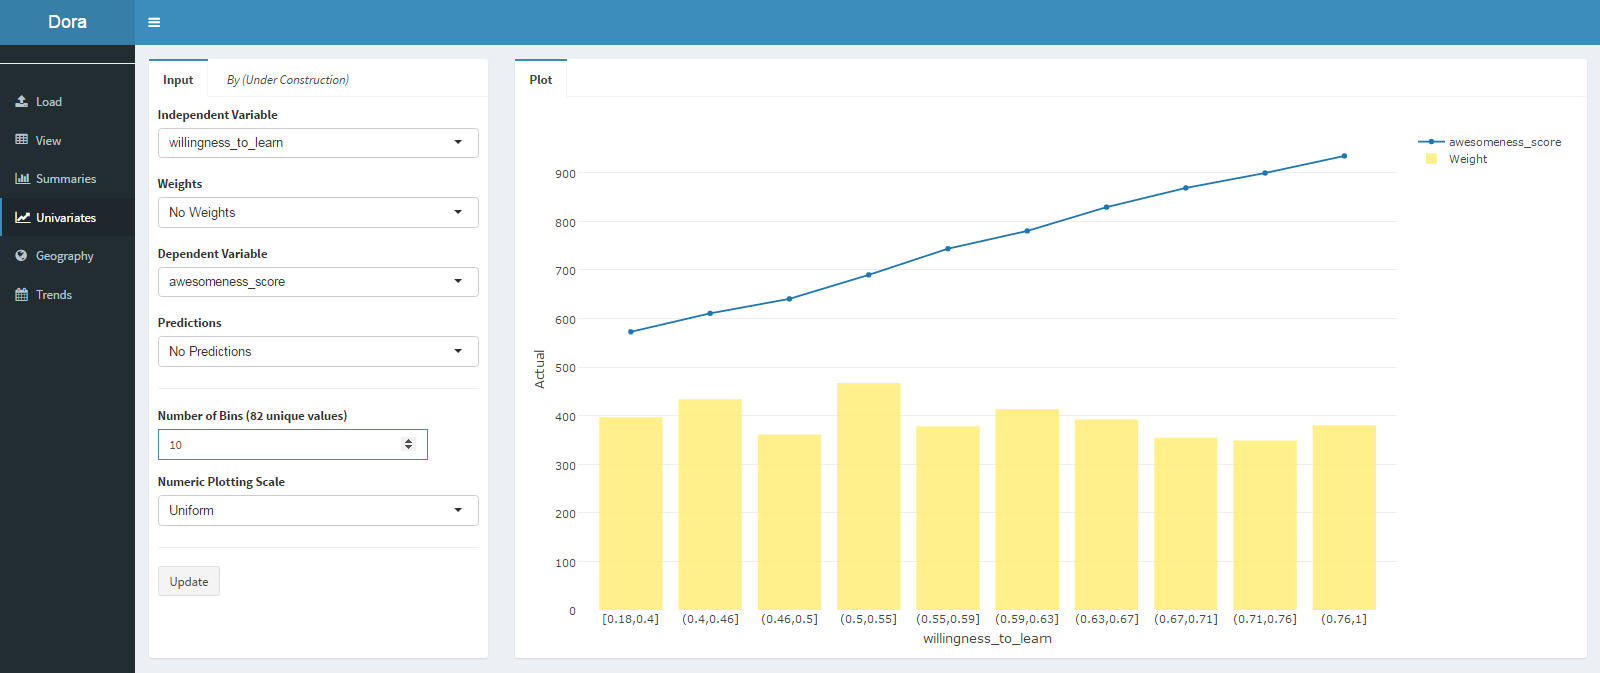 Dora
Load
View
Summaries
Univariates
Geography
Trends
Input
By (Under Construction)
Independent Variable
willingness_to_learn
Weights
No Weights
Dependent Variable
awesomeness_score
Predictions
No Predictions
Number of Bins (82 unique values)
10
Numeric Plotting Scale
Uniform
Update
Plot
awesomeness_score
Weight
900
800
700
600
500
400
300
200
100
0
Actual
[0.18,0.4] (0.4,0.46] (0.46,0.5] (0.5,0.55] (0.55,0.59] (0.59,0.63] (0.63,0.67] (0.67,0.71] (0.71,0.76] (0.76,1]
willingness_to_learn